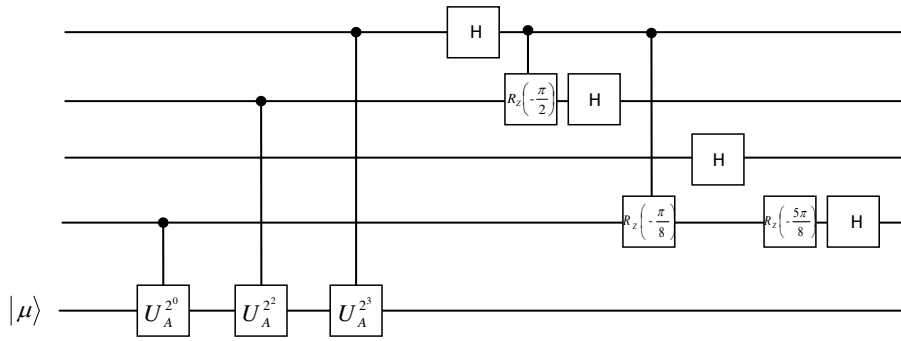 H
R_Z(-π/2) H
H
R_Z(-π/8) R_Z(-5π/8) H
|μ⟩ U_A^{2^0} U_A^{2^2} U_A^{2^3}